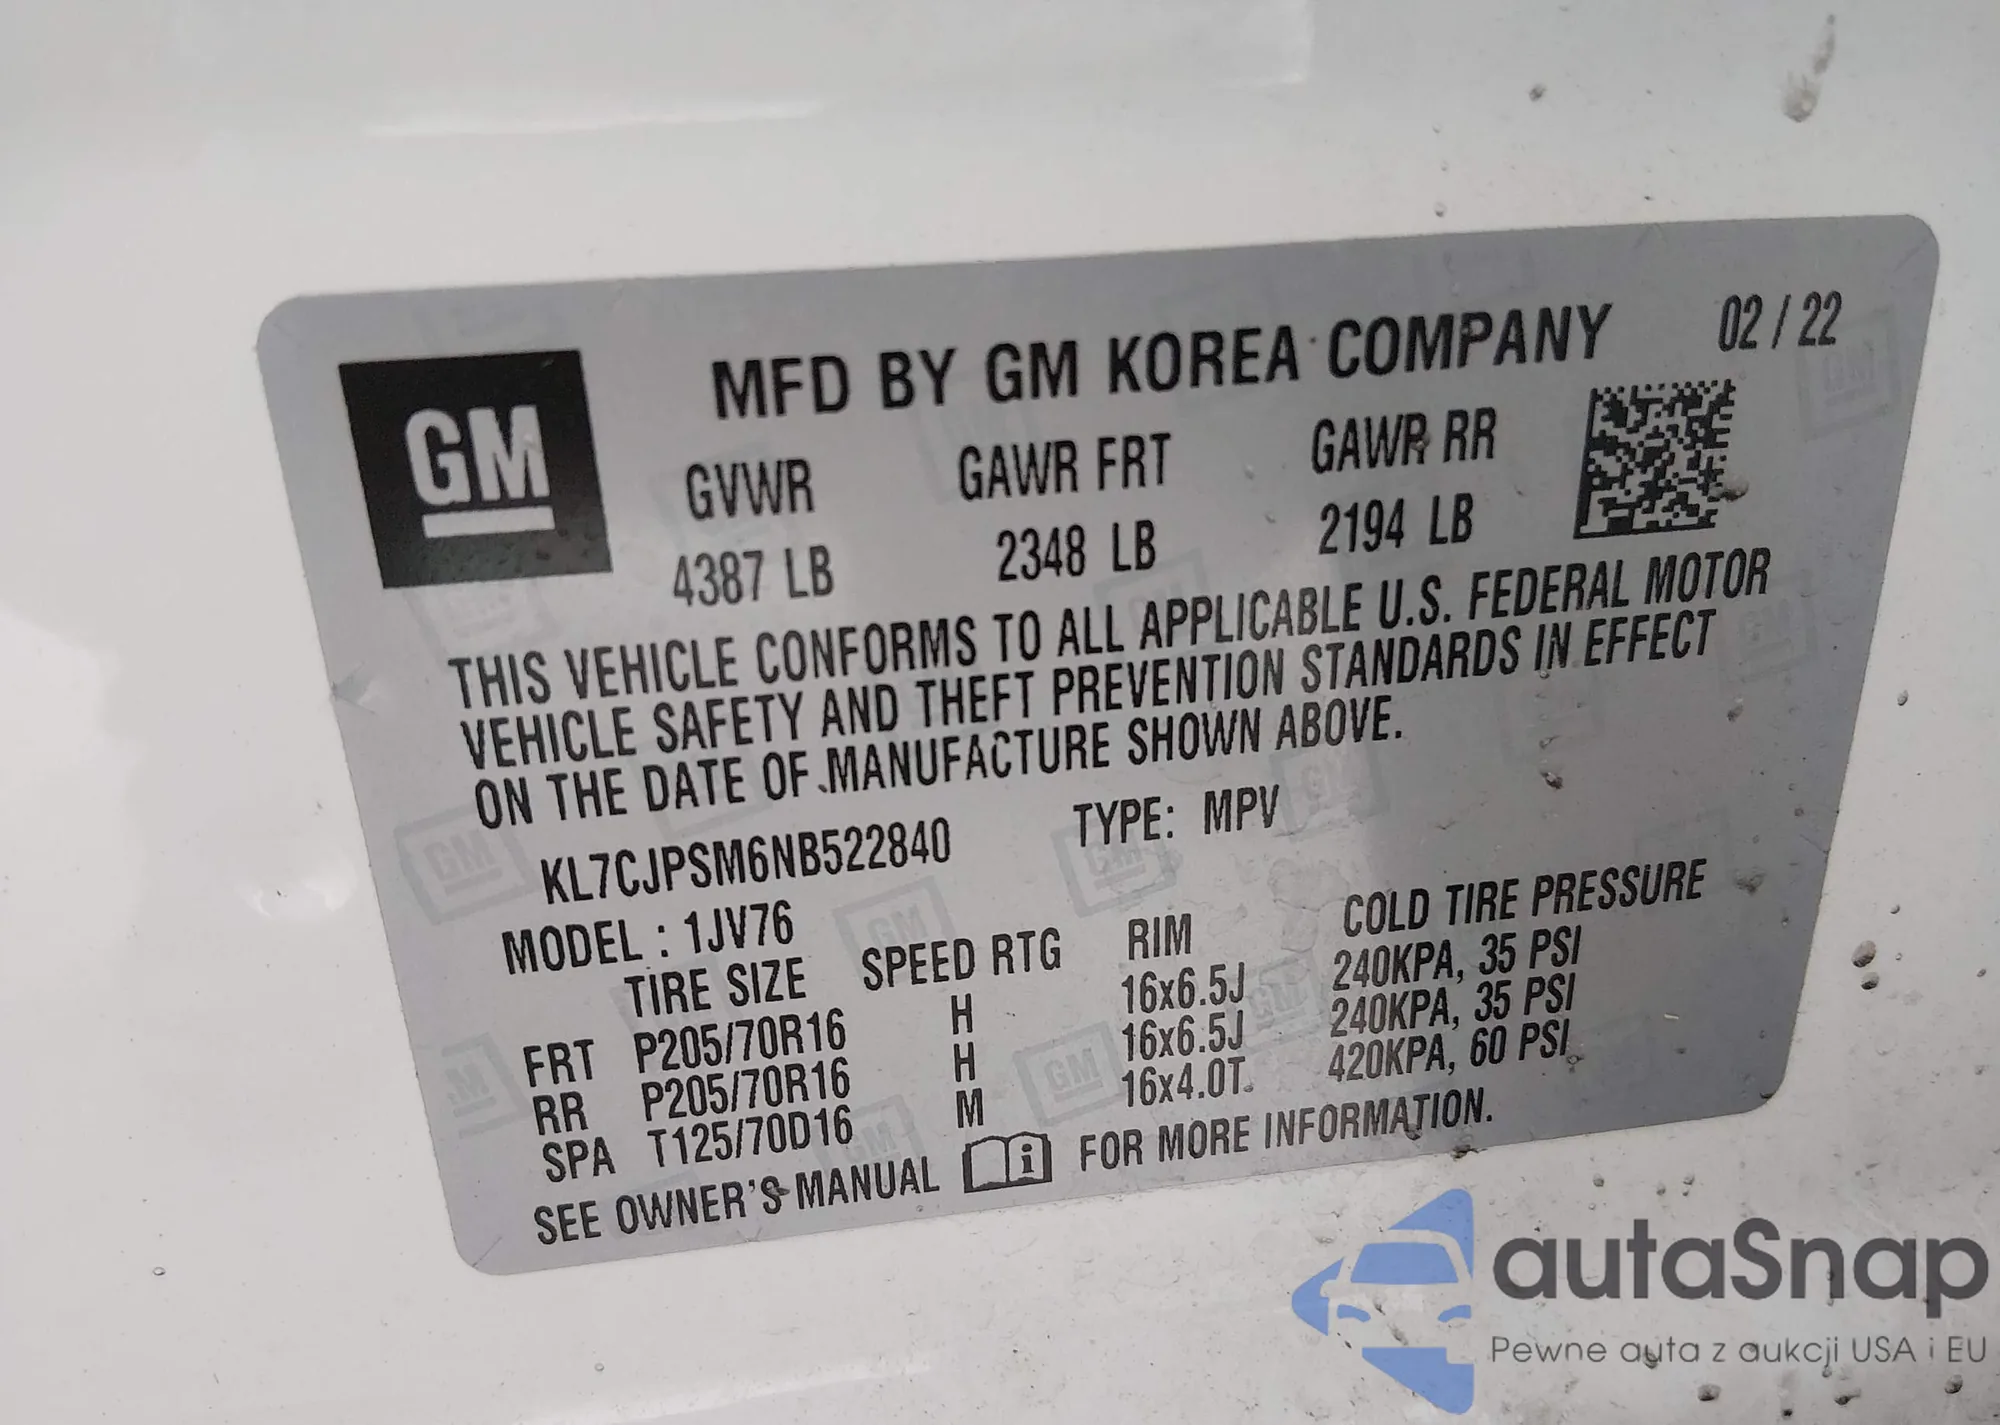 GM
MFD BY GM KOREA COMPANY 02 / 22
GVWR GAWR FRT GAWR RR
4387 LB 2348 LB 2194 LB
THIS VEHICLE CONFORMS TO ALL APPLICABLE U.S. FEDERAL MOTOR
VEHICLE SAFETY AND THEFT PREVENTION STANDARDS IN EFFECT
ON THE DATE OF MANUFACTURE SHOWN ABOVE.
KL7CJPSM6NB522840 TYPE: MPV
MODEL : 1JV76
TIRE SIZE SPEED RTG RIM COLD TIRE PRESSURE
FRT P205/70R16 H 16x6.5J 240KPA, 35 PSI
RR P205/70R16 H 16x6.5J 240KPA, 35 PSI
SPA T125/70D16 M 16x4.0T 420KPA, 60 PSI
SEE OWNER'S MANUAL i FOR MORE INFORMATION.
autaSnap
Pewne auta z aukcji USA i EU